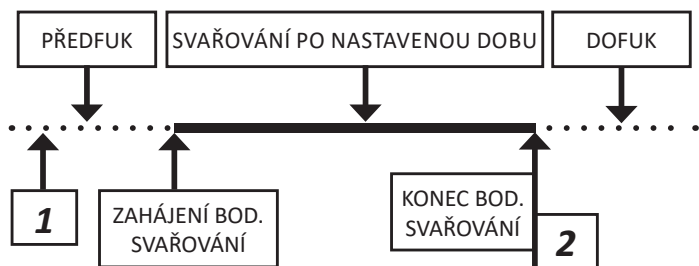 PŘEDFUK
SVAŘOVÁNÍ PO NASTAVENOU DOBU
DOFUK
1
ZAHÁJENÍ BOD.
SVAŘOVÁNÍ
KONEC BOD.
SVAŘOVÁNÍ
2